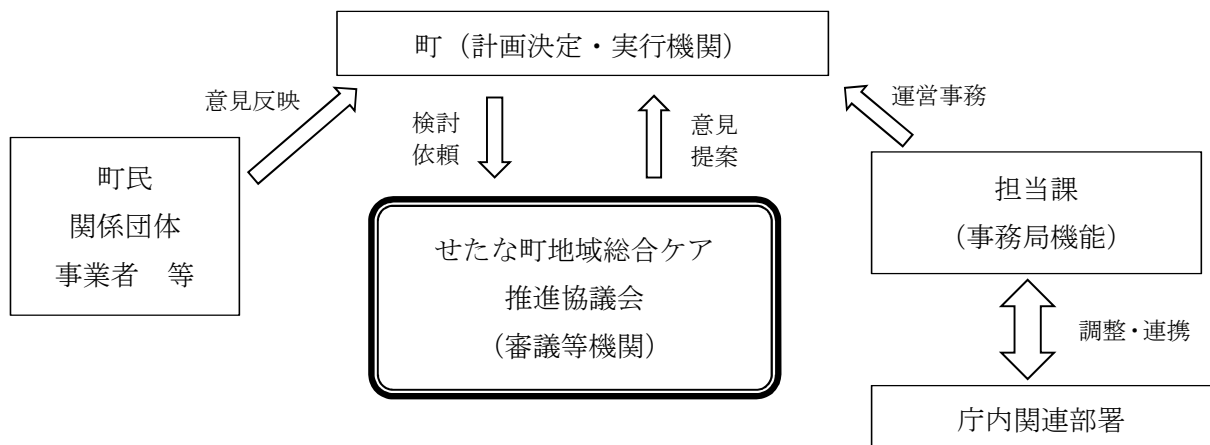 町（計画決定・実行機関）
意見反映
検討
依頼
意見
提案
運営事務
町民
関係団体
事業者　等
せたな町地域総合ケア
推進協議会
（審議等機関）
担当課
（事務局機能）
調整・連携
庁内関連部署